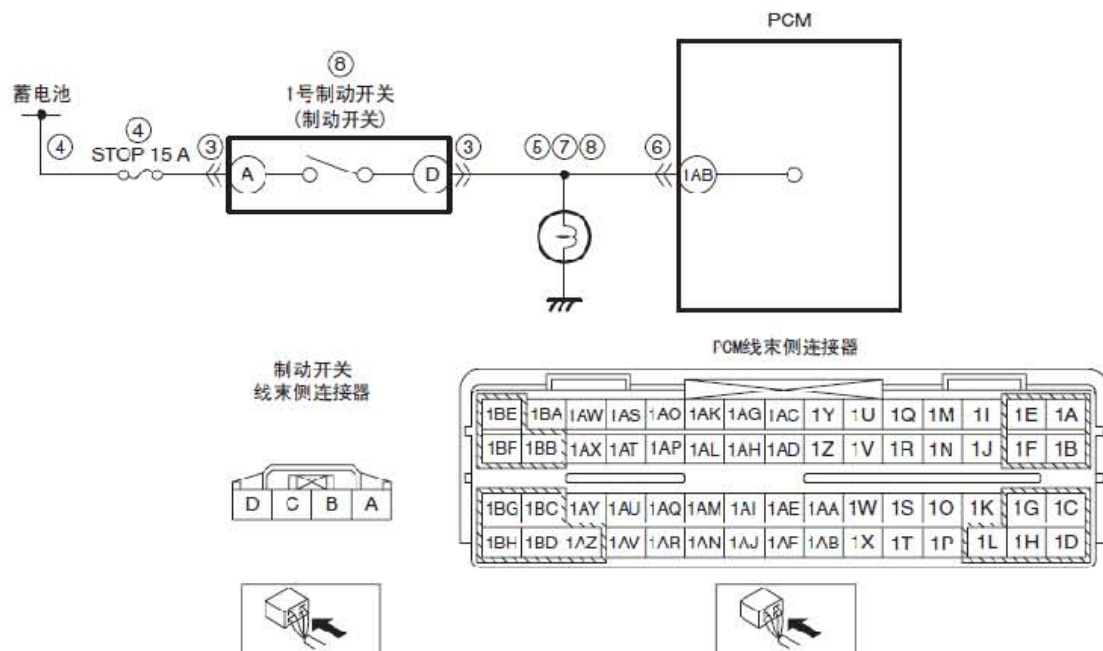 PCM
⑧
1号制动开关
(制动开关)
蓄电池
④
④
STOP 15 A
③
A
D
③
⑤⑦⑧
⑥
1AB
制动开关
线束侧连接器
D C B A
PCM线束侧连接器
1BE 1BA 1AW 1AS 1AO 1AK 1AG 1AC 1Y 1U 1Q 1M 1I 1E 1A
1BF 1BB 1AX 1AT 1AP 1AL 1AH 1AD 1Z 1V 1R 1N 1J 1F 1B
1BG 1BC 1AY 1AU 1AQ 1AM 1AI 1AE 1AA 1W 1S 1O 1K 1G 1C
1BH 1BD 1AZ 1AV 1AR 1AN 1AJ 1AF 1AB 1X 1T 1P 1L 1H 1D